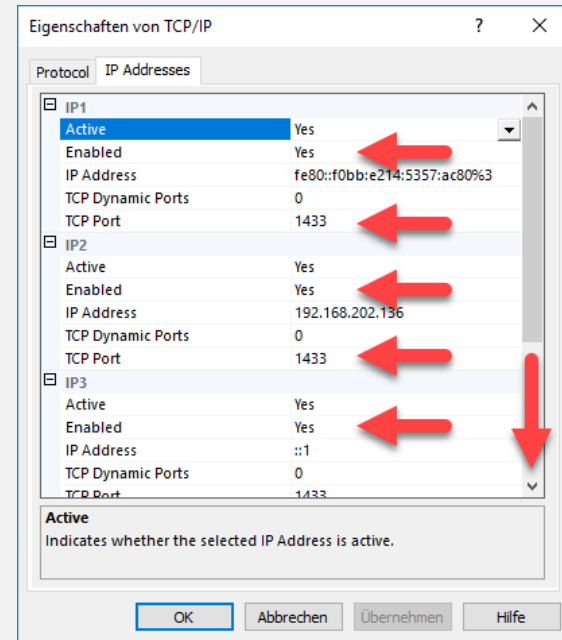 Eigenschaften von TCP/IP ?
Protocol IP Addresses
IP1
Active Yes
Enabled Yes
IP Address fe80::f0bb:e214:5357:ac80%3
TCP Dynamic Ports 0
TCP Port 1433
IP2
Active Yes
Enabled Yes
IP Address 192.168.202.136
TCP Dynamic Ports 0
TCP Port 1433
IP3
Active Yes
Enabled Yes
IP Address ::1
TCP Dynamic Ports 0
TCP Port 1433
Active
Indicates whether the selected IP Address is active.
OK Abbrechen Übernehmen Hilfe